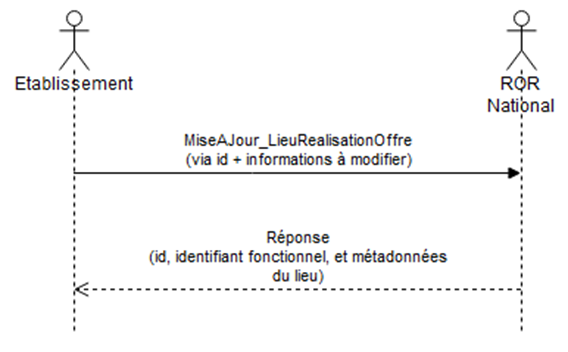 Etablissement
ROR
National
MiseAJour_LieuRealisationOffre
(via id + informations à modifier)
Réponse
(id, identifiant fonctionnel, et métadonnées
du lieu)